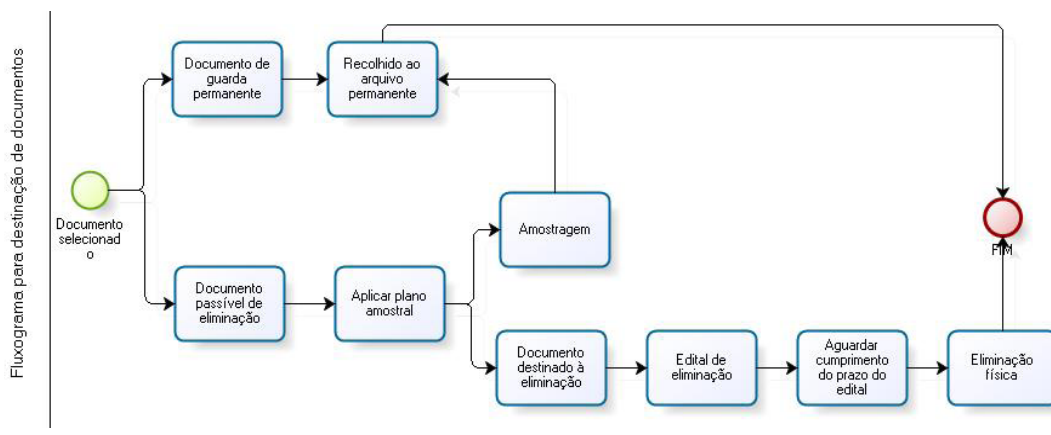 Fluxograma para destinação de documentos
Documento
selecionad
o
Documento de
guarda
permanente
Recolhido ao
arquivo
permanente
Documento
passível de
eliminação
Aplicar plano
amostral
Amostragem
Documento
destinado à
eliminação
Edital de
eliminação
Aguardar
cumprimento
do prazo do
edital
Eliminação
física
FIM